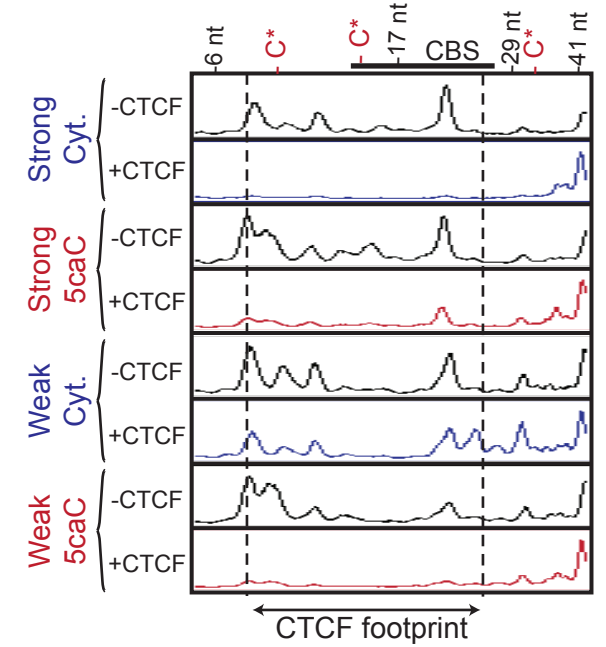 6 nt
C*
C*
17 nt
CBS
29 nt
C*
41 nt
Strong
Cyt.
-CTCF
+CTCF
Strong
5caC
-CTCF
+CTCF
Weak
Cyt.
-CTCF
+CTCF
Weak
5caC
-CTCF
+CTCF
CTCF footprint